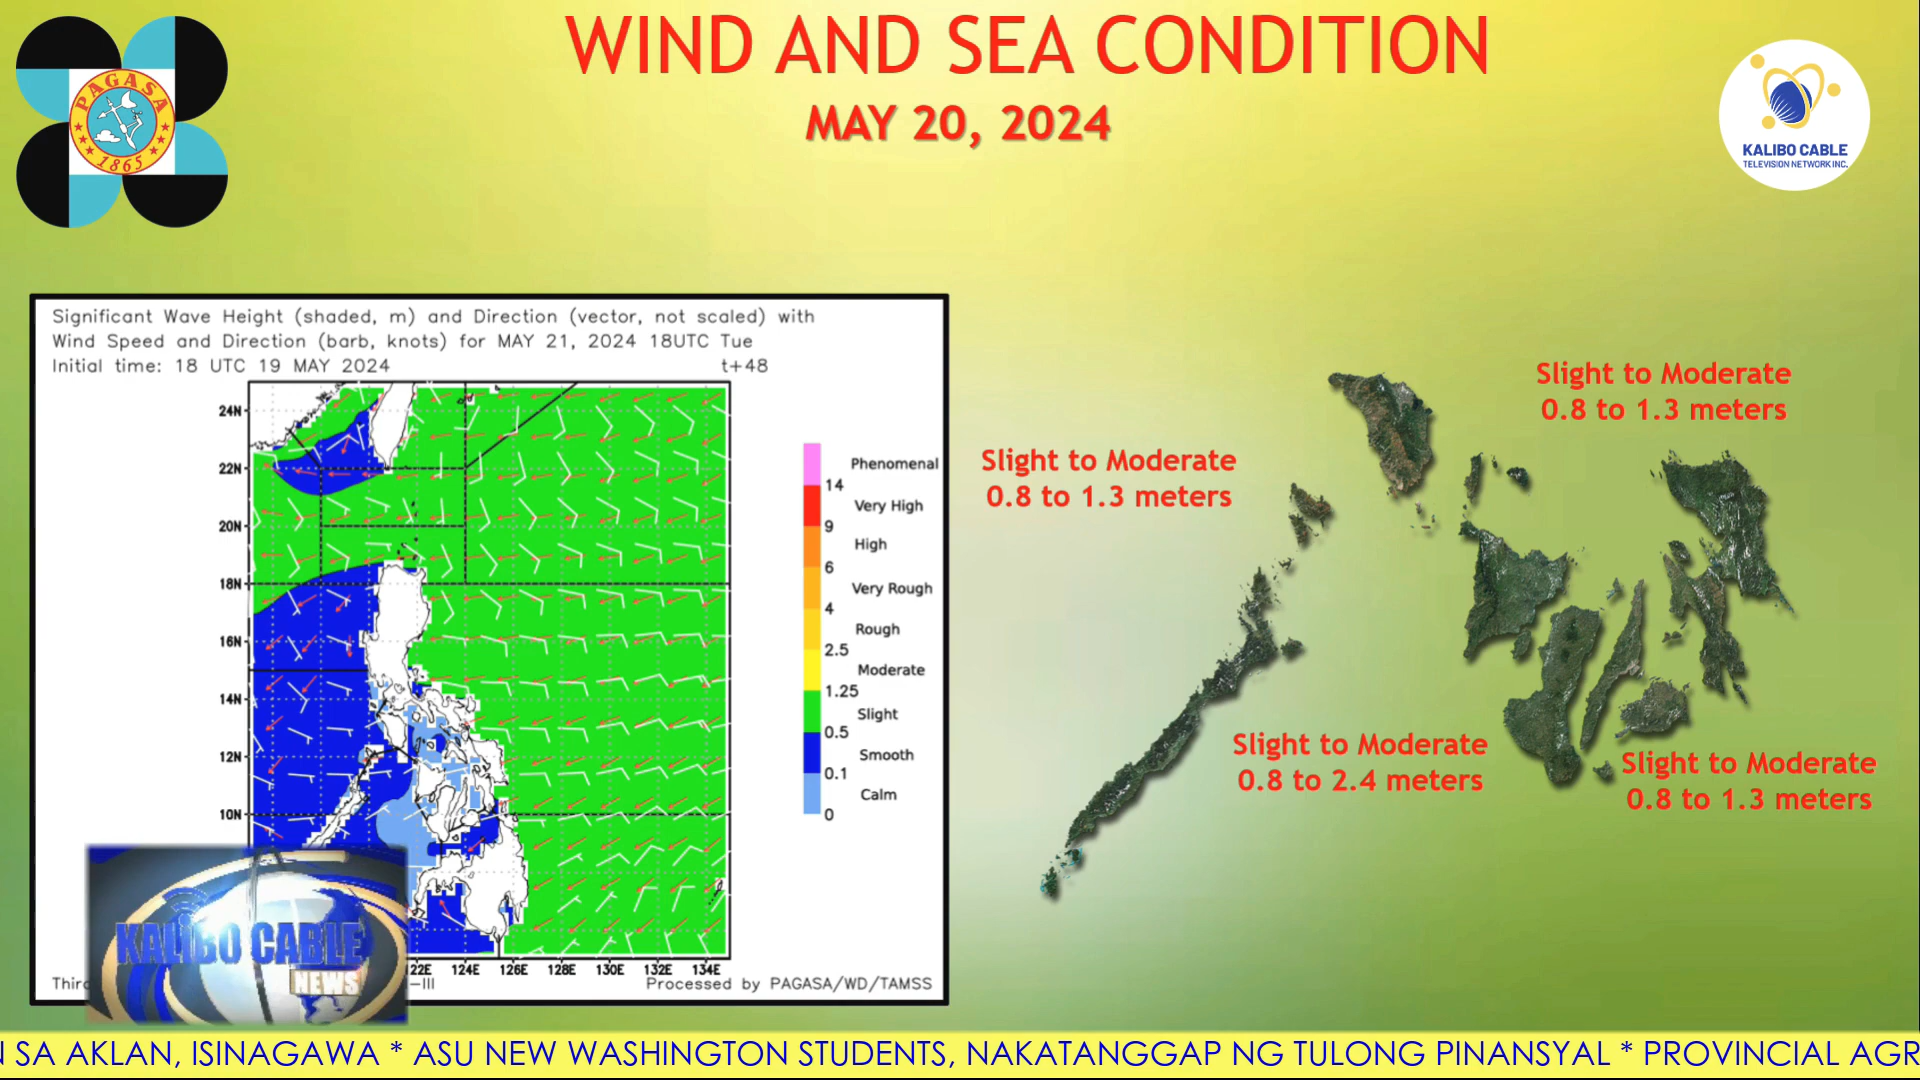 WIND AND SEA CONDITION
MAY 20, 2024
PAGASA
1865
KALIBO CABLE
TELEVISION NETWORK INC.
Significant Wave Height (shaded, m) and Direction (vector, not scaled) with
Wind Speed and Direction (barb, knots) for MAY 21, 2024 18UTC Tue
Initial time: 18 UTC 19 MAY 2024 t+48
24N
22N
20N
18N
16N
14N
12N
10N
22E 124E 126E 128E 130E 132E 134E
Phenomenal
14
Very High
9
High
6
Very Rough
4
Rough
2.5
Moderate
1.25
Slight
0.5
Smooth
0.1
Calm
0
-III Processed by PAGASA/WD/TAMSS
KALIBO CABLE
NEWS
Slight to Moderate
0.8 to 1.3 meters
Slight to Moderate
0.8 to 1.3 meters
Slight to Moderate
0.8 to 2.4 meters
Slight to Moderate
0.8 to 1.3 meters
SA AKLAN, ISINAGAWA * ASU NEW WASHINGTON STUDENTS, NAKATANGGAP NG TULONG PINANSYAL * PROVINCIAL AGR